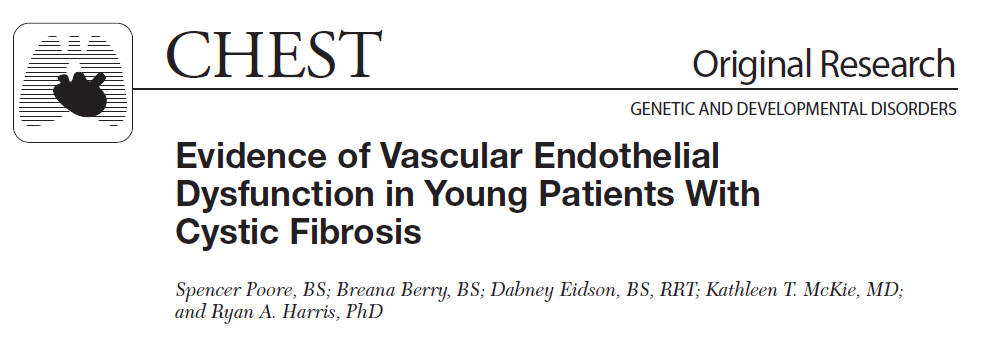 CHEST
Original Research
GENETIC AND DEVELOPMENTAL DISORDERS
Evidence of Vascular Endothelial
Dysfunction in Young Patients With
Cystic Fibrosis
Spencer Poore, BS; Breana Berry, BS; Dabney Eidson, BS, RRT; Kathleen T. McKie, MD;
and Ryan A. Harris, PhD